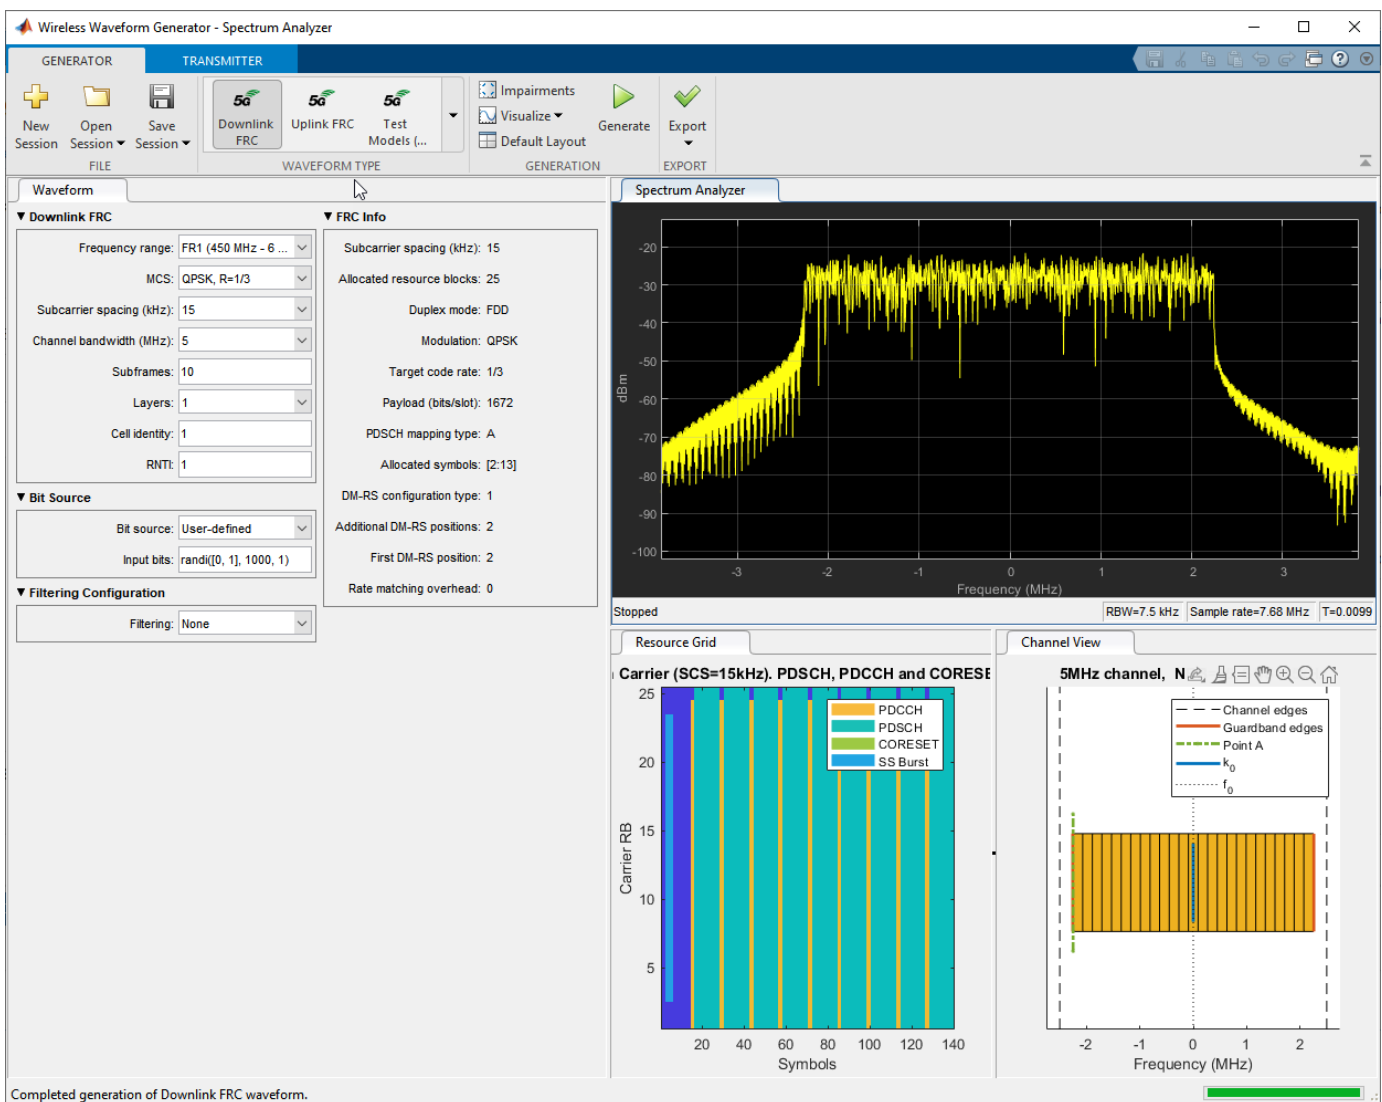 Wireless Waveform Generator - Spectrum Analyzer
GENERATOR
TRANSMITTER
New Session
Open Session
Save Session
FILE
5G
Downlink FRC
5G
Uplink FRC
5G
Test Models (...
WAVEFORM TYPE
Impairments
Visualize
Default Layout
Generate
GENERATION
Export
EXPORT
Waveform
Downlink FRC
Frequency range: FR1 (450 MHz - 6 ...
MCS: QPSK, R=1/3
Subcarrier spacing (kHz): 15
Channel bandwidth (MHz): 5
Subframes: 10
Layers: 1
Cell identity: 1
RNTI: 1
Bit Source
Bit source: User-defined
Input bits: randi([0, 1], 1000, 1)
Filtering Configuration
Filtering: None
FRC Info
Subcarrier spacing (kHz): 15
Allocated resource blocks: 25
Duplex mode: FDD
Modulation: QPSK
Target code rate: 1/3
Payload (bits/slot): 1672
PDSCH mapping type: A
Allocated symbols: [2:13]
DM-RS configuration type: 1
Additional DM-RS positions: 2
First DM-RS position: 2
Rate matching overhead: 0
Spectrum Analyzer
-20
-30
-40
-50
-60
-70
-80
-90
-100
dBm
-3 -2 -1 0 1 2 3
Frequency (MHz)
Stopped
RBW=7.5 kHz Sample rate=7.68 MHz T=0.0099
Resource Grid
Carrier (SCS=15kHz). PDSCH, PDCCH and CORESE
25
20
15
10
5
Carrier RB
PDCCH
PDSCH
CORESET
SS Burst
20 40 60 80 100 120 140
Symbols
Channel View
5MHz channel, N
Channel edges
Guardband edges
Point A
k0
f0
-2 -1 0 1 2
Frequency (MHz)
Completed generation of Downlink FRC waveform.